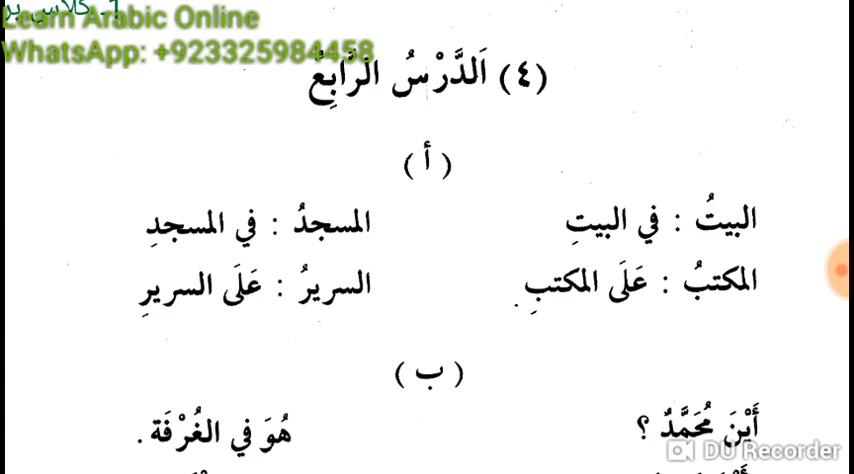 Learn Arabic Online
WhatsApp: +923325984458
(٤) اَلدَّرْسُ الرَّابِعُ
(أ)
البيتُ : في البيتِ المسجدُ : في المسجدِ
المكتبُ : عَلَى المكتبِ. السريرُ : عَلَى السريرِ
(ب)
أَيْنَ مُحَمَّدٌ ؟ هُوَ في الغُرْفَة .
DU Recorder